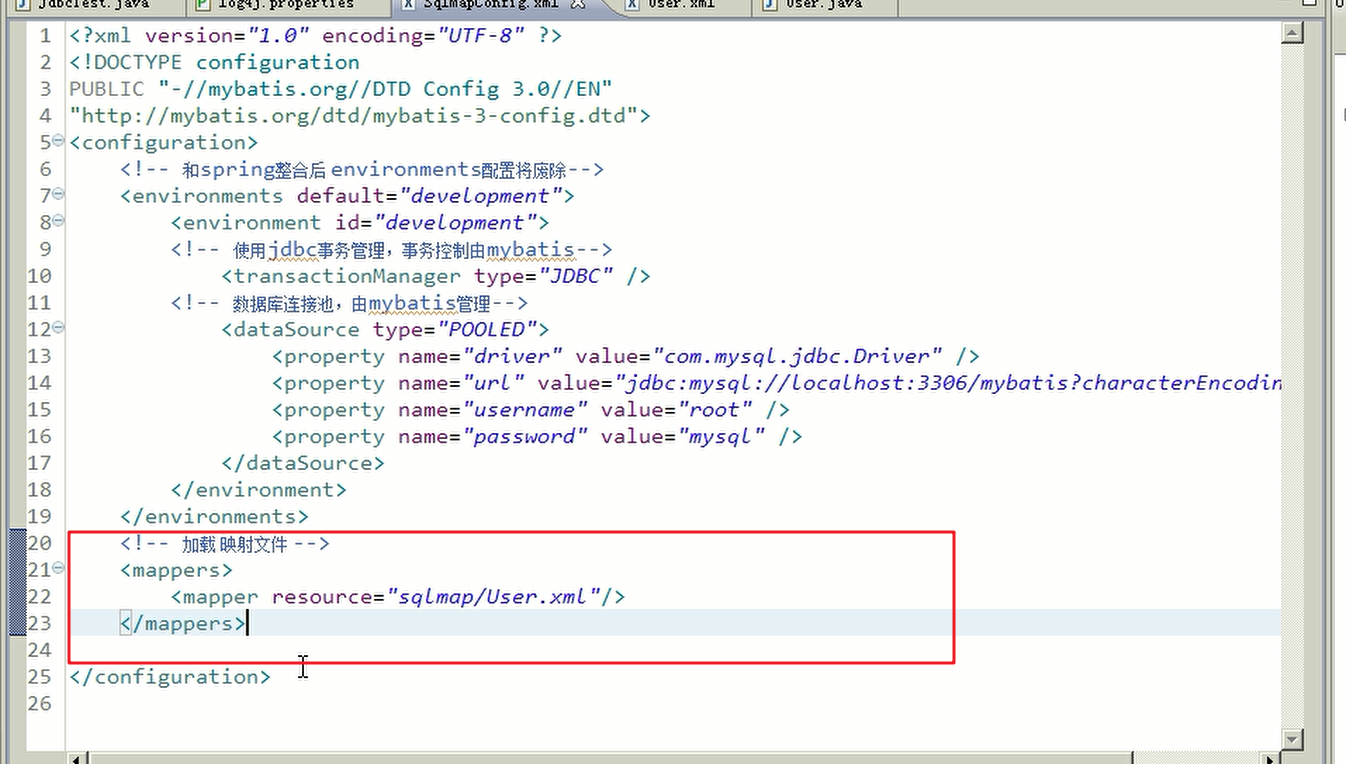 JdbcTest.java log4j.properties SqlMapConfig.xml User.xml User.java
1 <?xml version="1.0" encoding="UTF-8" ?>
2 <!DOCTYPE configuration
3 PUBLIC "-//mybatis.org//DTD Config 3.0//EN"
4 "http://mybatis.org/dtd/mybatis-3-config.dtd">
5 <configuration>
6 <!-- 和spring整合后 environments配置将废除-->
7 <environments default="development">
8 <environment id="development">
9 <!-- 使用jdbc事务管理，事务控制由mybatis-->
10 <transactionManager type="JDBC" />
11 <!-- 数据库连接池，由mybatis管理-->
12 <dataSource type="POOLED">
13 <property name="driver" value="com.mysql.jdbc.Driver" />
14 <property name="url" value="jdbc:mysql://localhost:3306/mybatis?characterEncodin
15 <property name="username" value="root" />
16 <property name="password" value="mysql" />
17 </dataSource>
18 </environment>
19 </environments>
20 <!-- 加载 映射文件 -->
21 <mappers>
22 <mapper resource="sqlmap/User.xml"/>
23 </mappers>
24
25 </configuration>
26